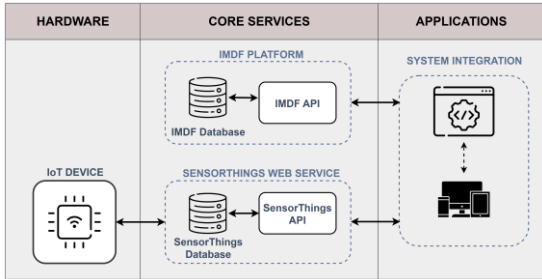 HARDWARE
CORE SERVICES
APPLICATIONS
IMDF PLATFORM
IMDF Database
IMDF API
SYSTEM INTEGRATION
</>
IoT DEVICE
SENSORTHINGS WEB SERVICE
SensorThings
Database
SensorThings
API